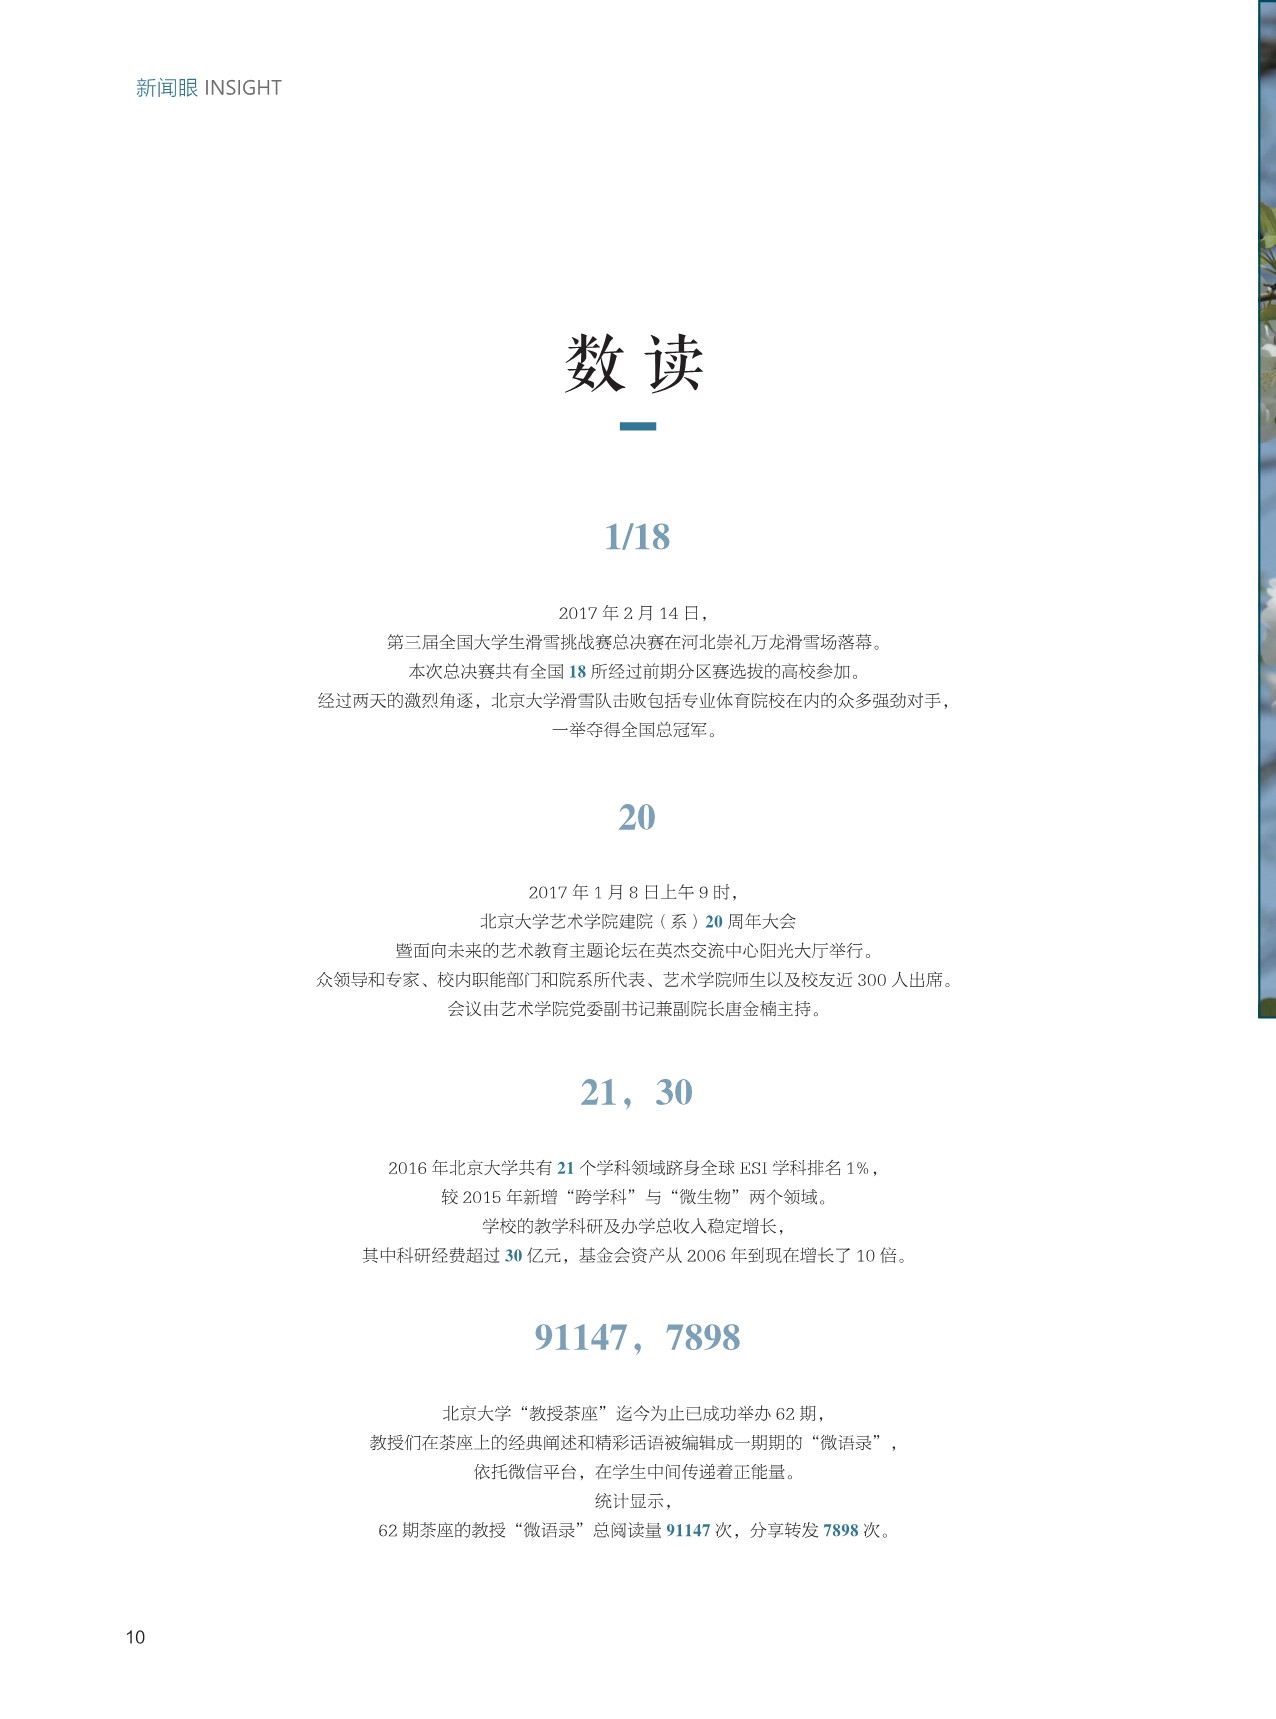 新闻眼 INSIGHT
数 读
1/18
2017 年 2 月 14 日，
第三届全国大学生滑雪挑战赛总决赛在河北崇礼万龙滑雪场落幕。
本次总决赛共有全国 18 所经过前期分区赛选拔的高校参加。
经过两天的激烈角逐，北京大学滑雪队击败包括专业体育院校在内的众多强劲对手，
一举夺得全国总冠军。
20
2017 年 1 月 8 日上午 9 时，
北京大学艺术学院建院（系）20 周年大会
暨面向未来的艺术教育主题论坛在英杰交流中心阳光大厅举行。
众领导和专家、校内职能部门和院系所代表、艺术学院师生以及校友近 300 人出席。
会议由艺术学院党委副书记兼副院长唐金楠主持。
21，30
2016 年北京大学共有 21 个学科领域跻身全球 ESI 学科排名 1%，
较 2015 年新增“跨学科”与“微生物”两个领域。
学校的教学科研及办学总收入稳定增长，
其中科研经费超过 30 亿元，基金会资产从 2006 年到现在增长了 10 倍。
91147，7898
北京大学“教授茶座”迄今为止已成功举办 62 期，
教授们在茶座上的经典阐述和精彩话语被编辑成一期期的“微语录”，
依托微信平台，在学生中间传递着正能量。
统计显示，
62 期茶座的教授“微语录”总阅读量 91147 次，分享转发 7898 次。
10